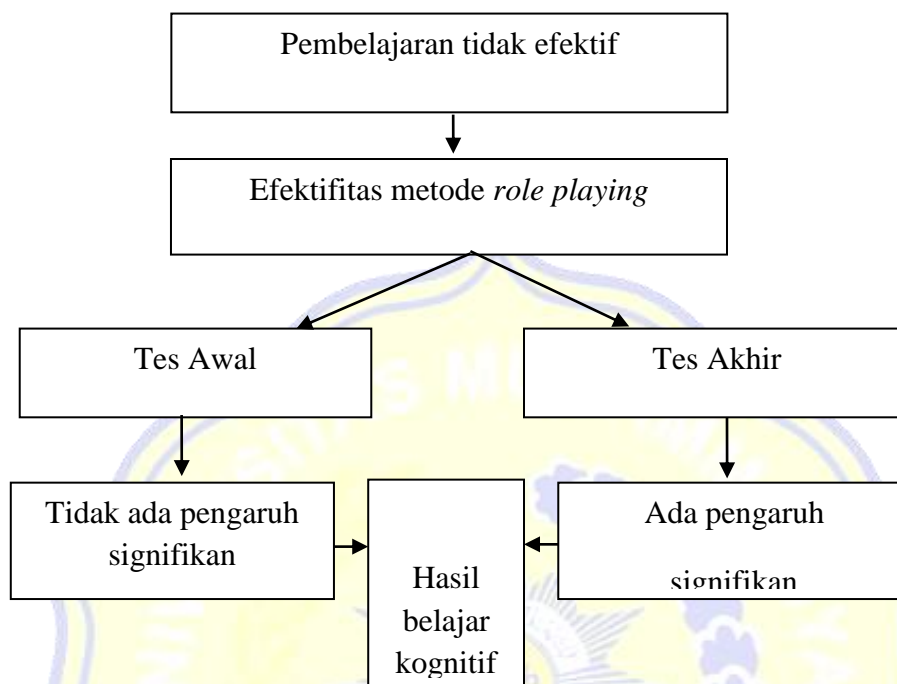 Pembelajaran tidak efektif
Efektifitas metode role playing
Tes Awal
Tes Akhir
Tidak ada pengaruh
signifikan
Ada pengaruh
signifikan
Hasil
belajar
kognitif